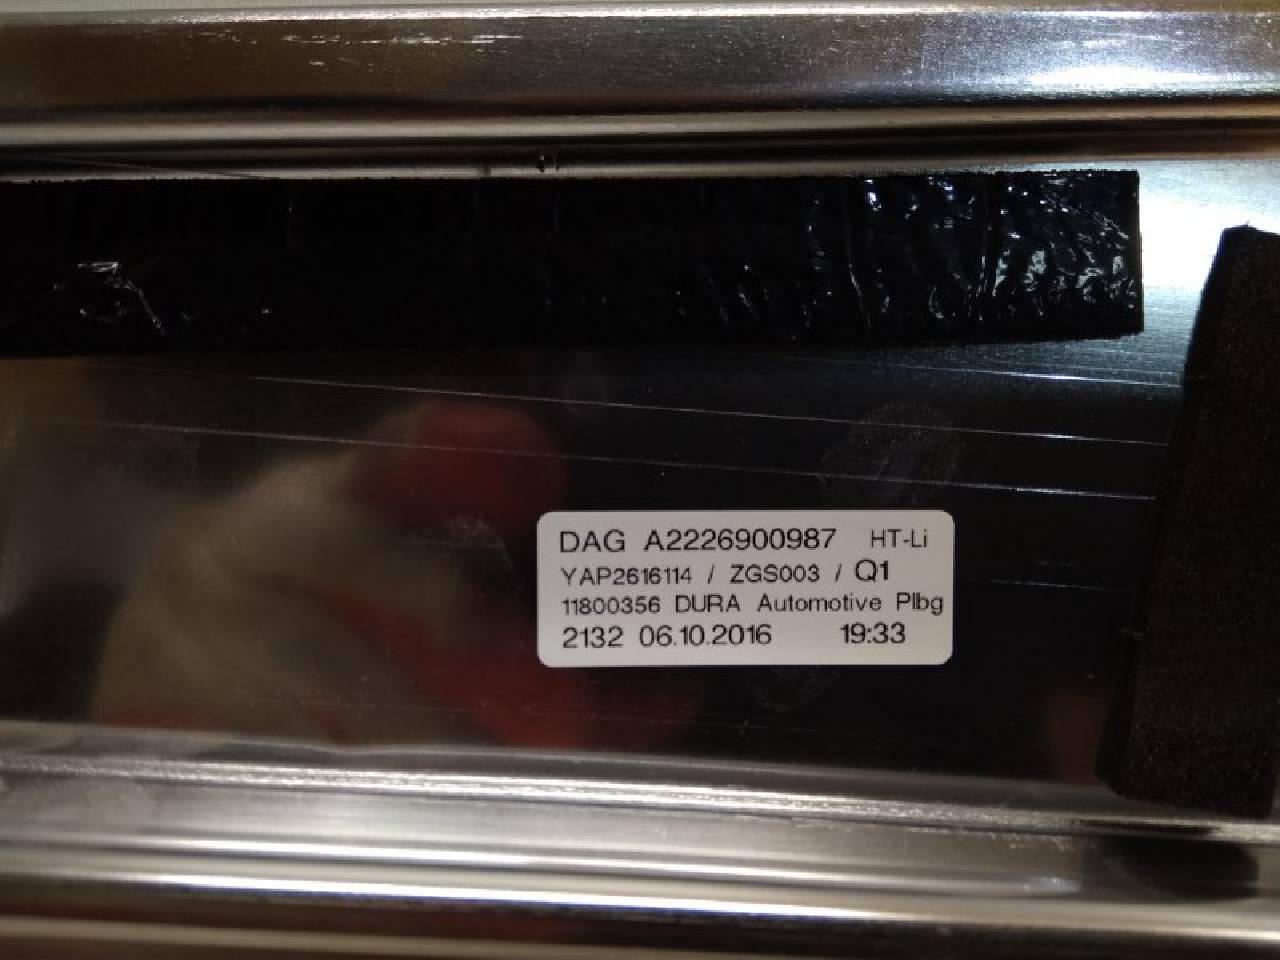 DAG A2226900987 HT-Li
YAP2616114 / ZGS003 / Q1
11800356 DURA Automotive Plbg
2132 06.10.2016 19:33